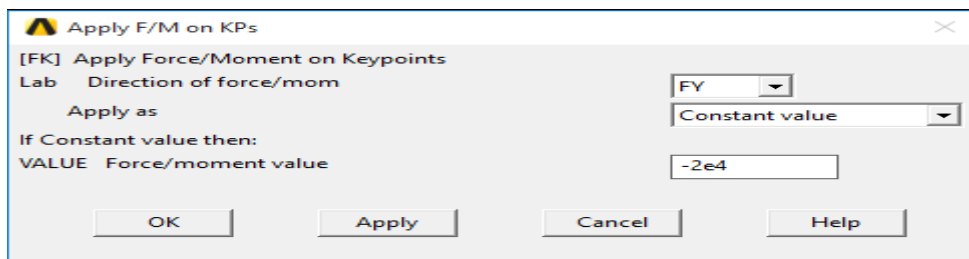 Apply F/M on KPs
[FK] Apply Force/Moment on Keypoints
Lab Direction of force/mom FY
Apply as Constant value
If Constant value then:
VALUE Force/moment value -2e4
OK Apply Cancel Help